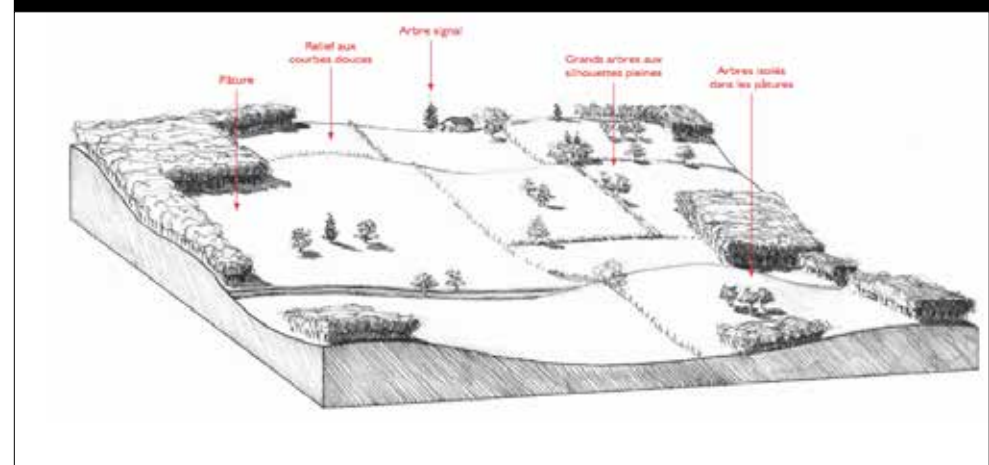 Arbre signal
Relief aux
courbes douces
Pâture
Grands arbres aux
silhouettes pleines
Arbres isolés
dans les pâtures